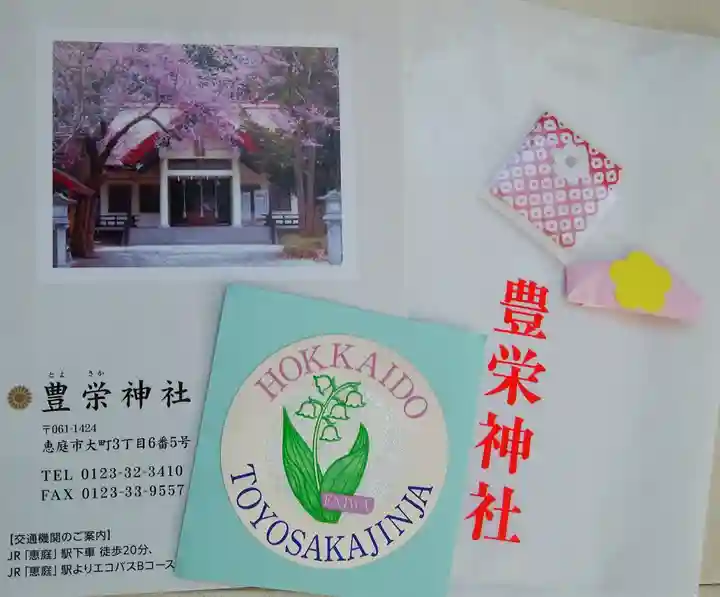 とよ さか
豊栄神社
〒061-1424
恵庭市大町3丁目6番5号
TEL 0123-32-3410
FAX 0123-33-9557
【交通機関のご案内】
JR「恵庭」駅下車 徒歩20分、
JR「恵庭」駅よりエコバスBコース
HOKKAIDO
ENIWA
TOYOSAKAJINJA
豊栄神社